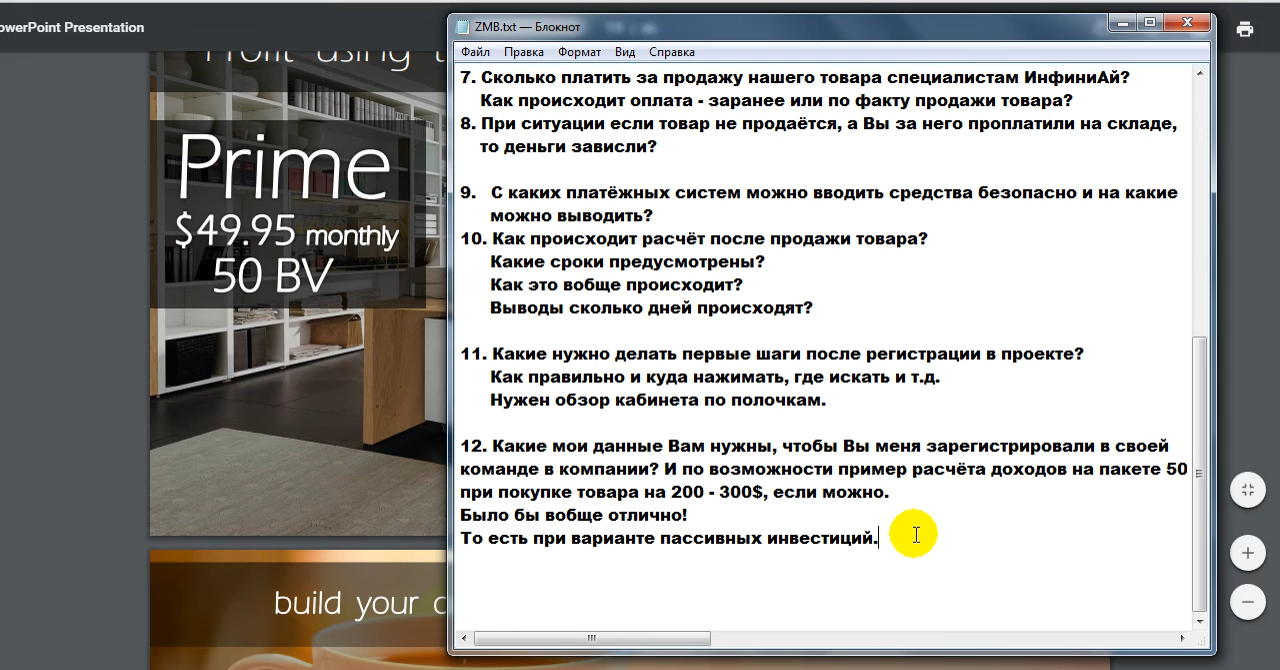 owerPoint Presentation
ZMB.txt — Блокнот
Файл Правка Формат Вид Справка
Profit using t
Prime
$49.95 monthly
50 BV
build your
7. Сколько платить за продажу нашего товара специалистам ИнфиниАй?
Как происходит оплата - заранее или по факту продажи товара?
8. При ситуации если товар не продаётся, а Вы за него проплатили на складе,
то деньги зависли?
9. С каких платёжных систем можно вводить средства безопасно и на какие
можно выводить?
10. Как происходит расчёт после продажи товара?
Какие сроки предусмотрены?
Как это вобще происходит?
Выводы сколько дней происходят?
11. Какие нужно делать первые шаги после регистрации в проекте?
Как правильно и куда нажимать, где искать и т.д.
Нужен обзор кабинета по полочкам.
12. Какие мои данные Вам нужны, чтобы Вы меня зарегистрировали в своей
команде в компании? И по возможности пример расчёта доходов на пакете 50
при покупке товара на 200 - 300$, если можно.
Было бы вобще отлично!
То есть при варианте пассивных инвестиций.